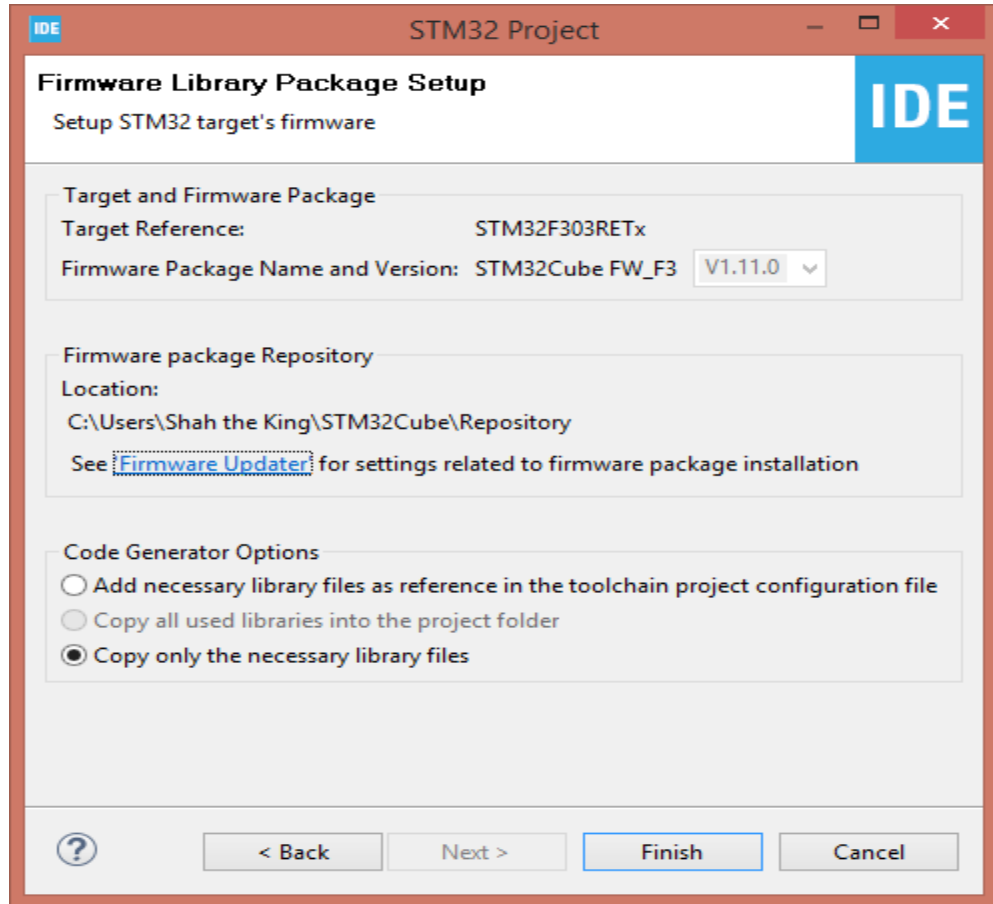 IDE
STM32 Project
Firmware Library Package Setup
Setup STM32 target's firmware
IDE
Target and Firmware Package
Target Reference: STM32F303RETx
Firmware Package Name and Version: STM32Cube FW_F3 V1.11.0
Firmware package Repository
Location:
C:\Users\Shah the King\STM32Cube\Repository
See 'Firmware Updater' for settings related to firmware package installation
Code Generator Options
Add necessary library files as reference in the toolchain project configuration file
Copy all used libraries into the project folder
Copy only the necessary library files
?
< Back
Next >
Finish
Cancel